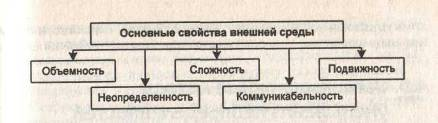 Основные свойства внешней среды
Объемность
Сложность
Подвижность
Неопределенность
Коммуникабельность